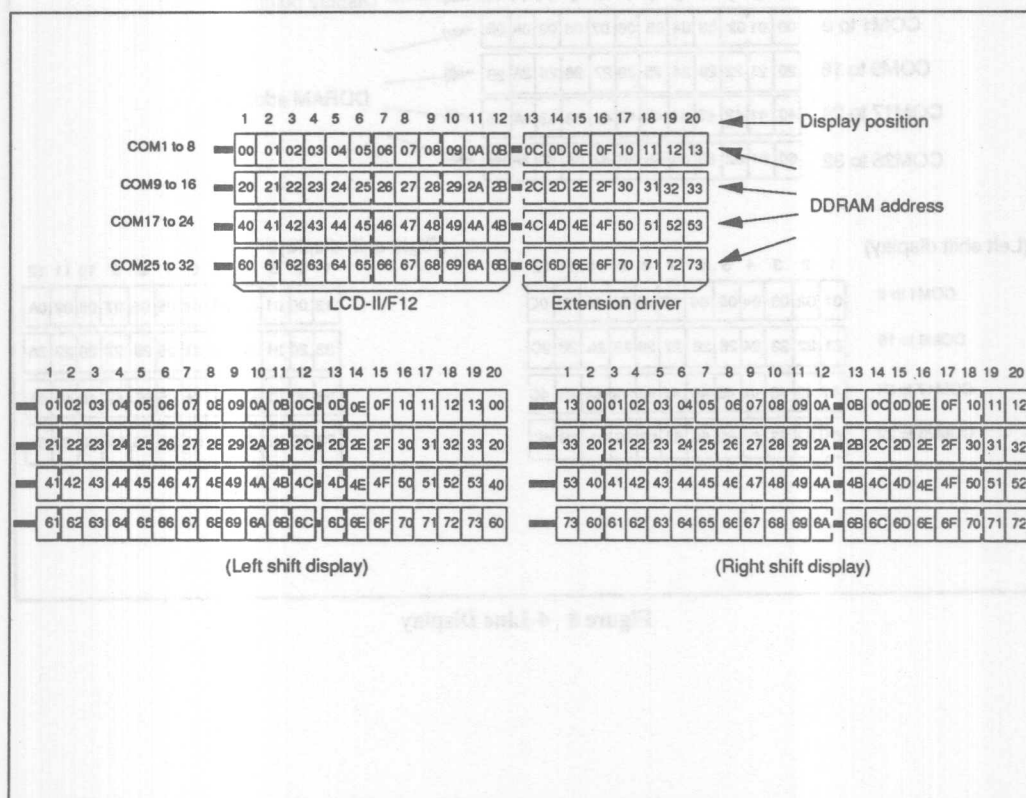 1 2 3 4 5 6 7 8 9 10 11 12 13 14 15 16 17 18 19 20 Display position
COM1 to 8 00 01 02 03 04 05 06 07 08 09 0A 0B 0C 0D 0E 0F 10 11 12 13
COM9 to 16 20 21 22 23 24 25 26 27 28 29 2A 2B 2C 2D 2E 2F 30 31 32 33
DDRAM address
COM17 to 24 40 41 42 43 44 45 46 47 48 49 4A 4B 4C 4D 4E 4F 50 51 52 53
COM25 to 32 60 61 62 63 64 65 66 67 68 69 6A 6B 6C 6D 6E 6F 70 71 72 73
LCD-II/F12 Extension driver
1 2 3 4 5 6 7 8 9 10 11 12 13 14 15 16 17 18 19 20
01 02 03 04 05 06 07 08 09 0A 0B 0C 0D 0E 0F 10 11 12 13 00
21 22 23 24 25 26 27 28 29 2A 2B 2C 2D 2E 2F 30 31 32 33 20
41 42 43 44 45 46 47 48 49 4A 4B 4C 4D 4E 4F 50 51 52 53 40
61 62 63 64 65 66 67 68 69 6A 6B 6C 6D 6E 6F 70 71 72 73 60
(Left shift display)
1 2 3 4 5 6 7 8 9 10 11 12 13 14 15 16 17 18 19 20
13 00 01 02 03 04 05 06 07 08 09 0A 0B 0C 0D 0E 0F 10 11 12
33 20 21 22 23 24 25 26 27 28 29 2A 2B 2C 2D 2E 2F 30 31 32
53 40 41 42 43 44 45 46 47 48 49 4A 4B 4C 4D 4E 4F 50 51 52
73 60 61 62 63 64 65 66 67 68 69 6A 6B 6C 6D 6E 6F 70 71 72
(Right shift display)